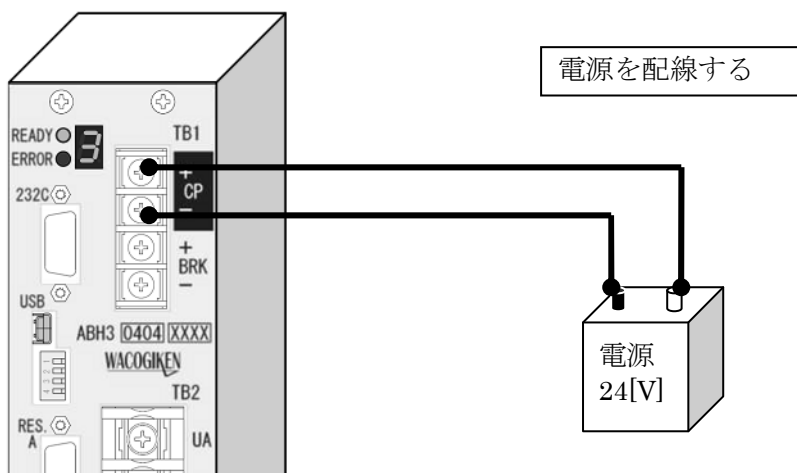 電源を配線する
READY
ERROR
3
TB1
+
CP
-
232C
+
BRK
-
USB
ABH3 0404 XXXX
WACOGIKEN
TB2
RES.
A
UA
電源
24[V]